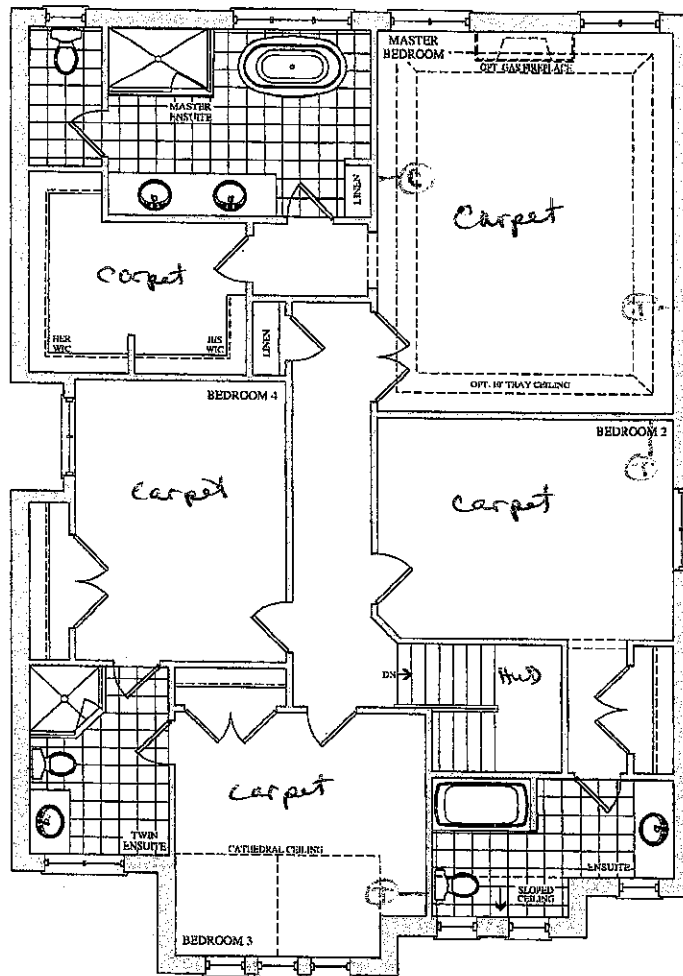 MASTER
BEDROOM
OPT. GAS FIREPLACE
MASTER
ENSUITE
LINEN
C
Carpet
Carpet
T
HER
WIC
HIS
WIC
LINEN
OPT. 10' TRAY CEILING
BEDROOM 4
BEDROOM 2
T
Carpet
Carpet
DN
HWD
Carpet
TWIN
ENSUITE
CATHEDRAL CEILING
ENSUITE
T
SLOPED
CEILING
BEDROOM 3